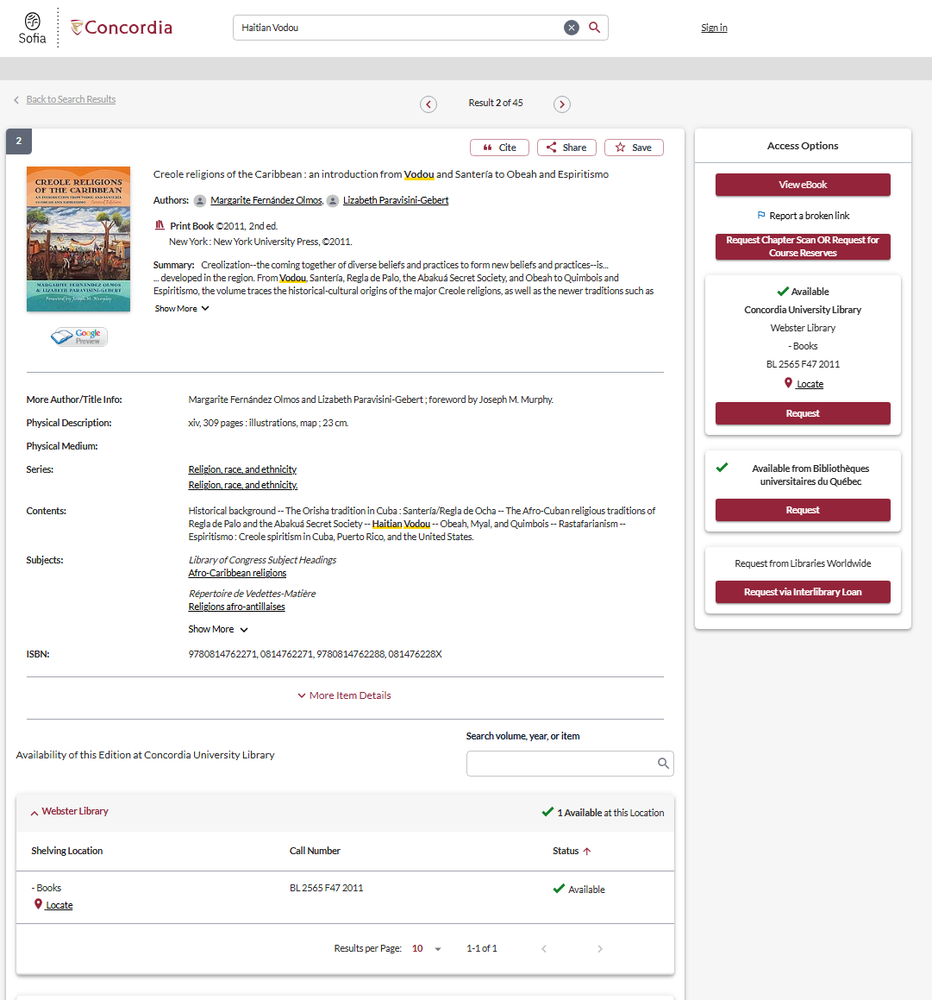 Sofia
Concordia
Haitian Vodou
Sign in
Back to Search Results
Result 2 of 45
2
Cite
Share
Save
CREOLE RELIGIONS
OF THE CARIBBEAN
AN INTRODUCTION FROM VODOU AND SANTERÍA
TO OBEAH AND ESPIRITISMO Second Edition
MARGARITE FERNÁNDEZ OLMOS
& LIZABETH PARAVISINI-GEBERT
Foreword by Joseph M. Murphy
Google
Preview
Creole religions of the Caribbean : an introduction from Vodou and Santería to Obeah and Espiritismo
Authors: Margarite Fernández Olmos, Lizabeth Paravisini-Gebert
Print Book ©2011, 2nd ed.
New York : New York University Press, ©2011.
Summary: Creolization--the coming together of diverse beliefs and practices to form new beliefs and practices--is...
... developed in the region. From Vodou, Santería, Regla de Palo, the Abakuá Secret Society, and Obeah to Quimbois and
Espiritismo, the volume traces the historical-cultural origins of the major Creole religions, as well as the newer traditions such as
Show More
More Author/Title Info: Margarite Fernández Olmos and Lizabeth Paravisini-Gebert ; foreword by Joseph M. Murphy.
Physical Description: xiv, 309 pages : illustrations, map ; 23 cm.
Physical Medium:
Series: Religion, race, and ethnicity
Religion, race, and ethnicity.
Contents: Historical background -- The Orisha tradition in Cuba : Santería/Regla de Ocha -- The Afro-Cuban religious traditions of
Regla de Palo and the Abakuá Secret Society -- Haitian Vodou -- Obeah, Myal, and Quimbois -- Rastafarianism --
Espiritismo : Creole spiritism in Cuba, Puerto Rico, and the United States.
Subjects: Library of Congress Subject Headings
Afro-Caribbean religions
Répertoire de Vedettes-Matière
Religions afro-antillaises
Show More
ISBN: 9780814762271, 0814762271, 9780814762288, 081476228X
More Item Details
Search volume, year, or item
Availability of this Edition at Concordia University Library
Webster Library
1 Available at this Location
Shelving Location Call Number Status
- Books BL 2565 F47 2011 Available
Locate
Results per Page: 10 1-1 of 1
Access Options
View eBook
Report a broken link
Request Chapter Scan OR Request for
Course Reserves
Available
Concordia University Library
Webster Library
- Books
BL 2565 F47 2011
Locate
Request
Available from Bibliothèques
universitaires du Québec
Request
Request from Libraries Worldwide
Request via Interlibrary Loan